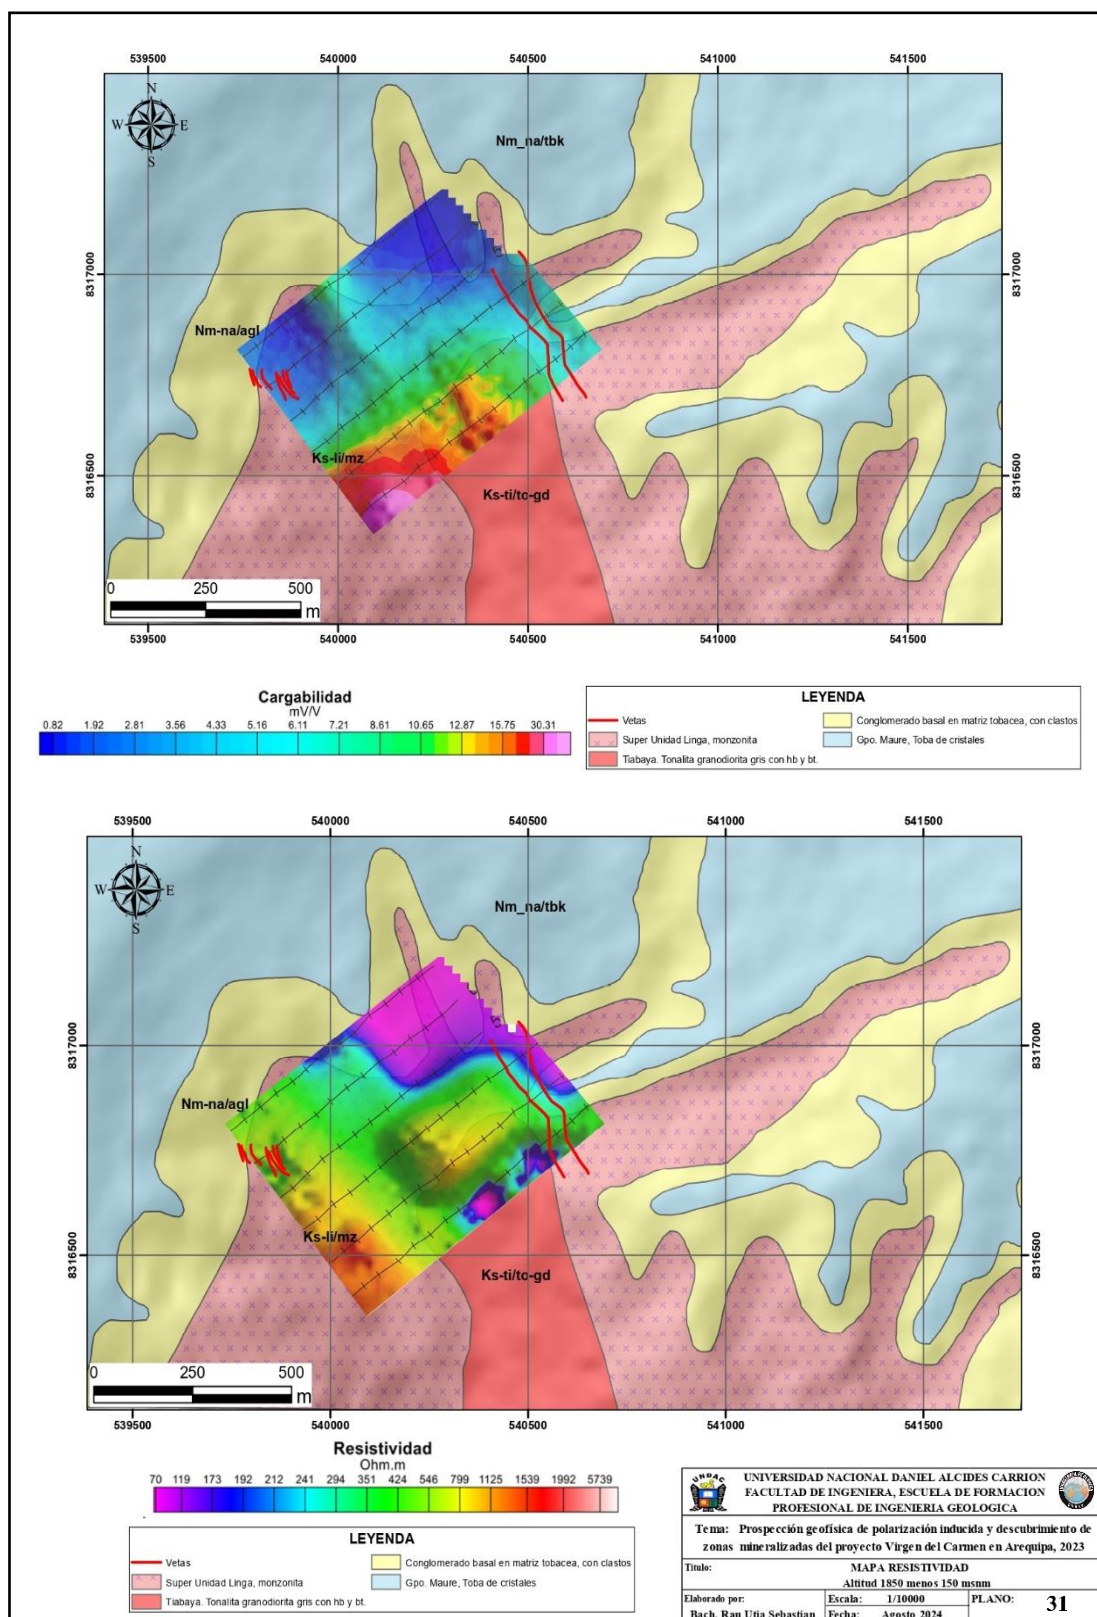 539500 540000 540500 541000 541500
N
W E
S
Nm_na/tbk
8317000 8317000
Nm-na/agl
Ks-li/mz
8316500 8316500
Ks-ti/to-gd
0 250 500
m
539500 540000 540500 541000 541500
Cargabilidad
mV/V
0.82 1.92 2.81 3.56 4.33 5.16 6.11 7.21 8.61 10.65 12.87 15.75 30.31
LEYENDA
Vetas
Conglomerado basal en matriz tobacea, con clastos
Super Unidad Linga, monzonita
Gpo. Maure, Toba de cristales
Tiabaya. Tonalita granodiorita gris con hb y bt.
539500 540000 540500 541000 541500
N
W E
S
Nm_na/tbk
8317000 8317000
Nm-na/agl
Ks-li/mz
8316500 8316500
Ks-ti/to-gd
0 250 500
m
539500 540000 540500 541000 541500
Resistividad
Ohm.m
70 119 173 192 212 241 294 351 424 546 799 1125 1539 1992 5739
LEYENDA
Vetas
Conglomerado basal en matriz tobacea, con clastos
Super Unidad Linga, monzonita
Gpo. Maure, Toba de cristales
Tiabaya. Tonalita granodiorita gris con hb y bt.
UNDAC
UNIVERSIDAD NACIONAL DANIEL ALCIDES CARRION
FACULTAD DE INGENIERA, ESCUELA DE FORMACION
PROFESIONAL DE INGENIERIA GEOLOGICA
Tema: Prospección geofísica de polarización inducida y descubrimiento de
zonas mineralizadas del proyecto Virgen del Carmen en Arequipa, 2023
Titulo: MAPA RESISTIVIDAD
Altitud 1850 menos 150 msnm
Elaborado por: Escala: 1/10000 PLANO: 31
Bach. Rau Utia Sebastian Fecha: Agosto 2024